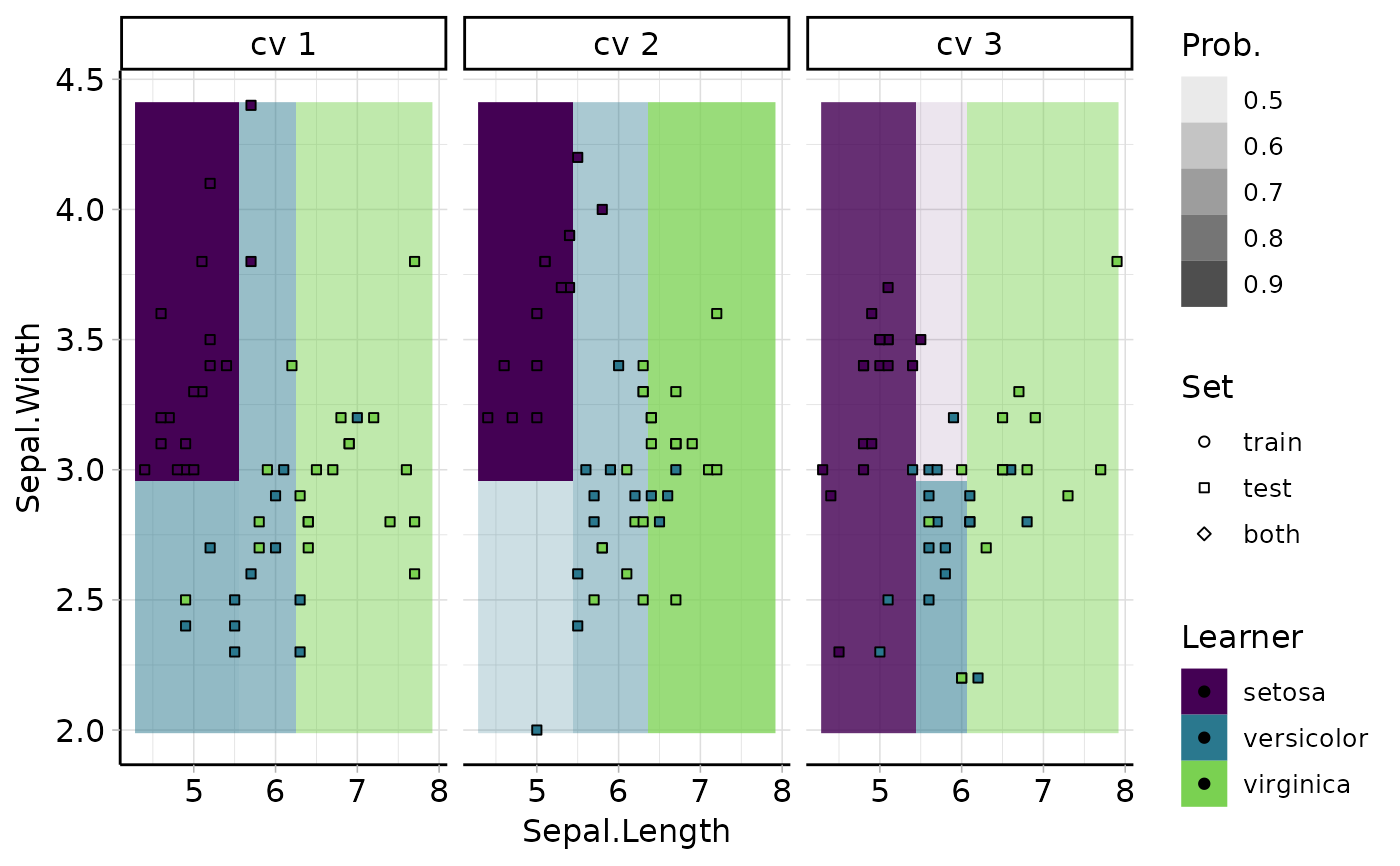 cv 1
cv 2
cv 3
4.5
4.0
3.5
3.0
2.5
2.0
Sepal.Width
5 6 7 8
5 6 7 8
5 6 7 8
Sepal.Length
Prob.
0.5
0.6
0.7
0.8
0.9
Set
train
test
both
Learner
setosa
versicolor
virginica